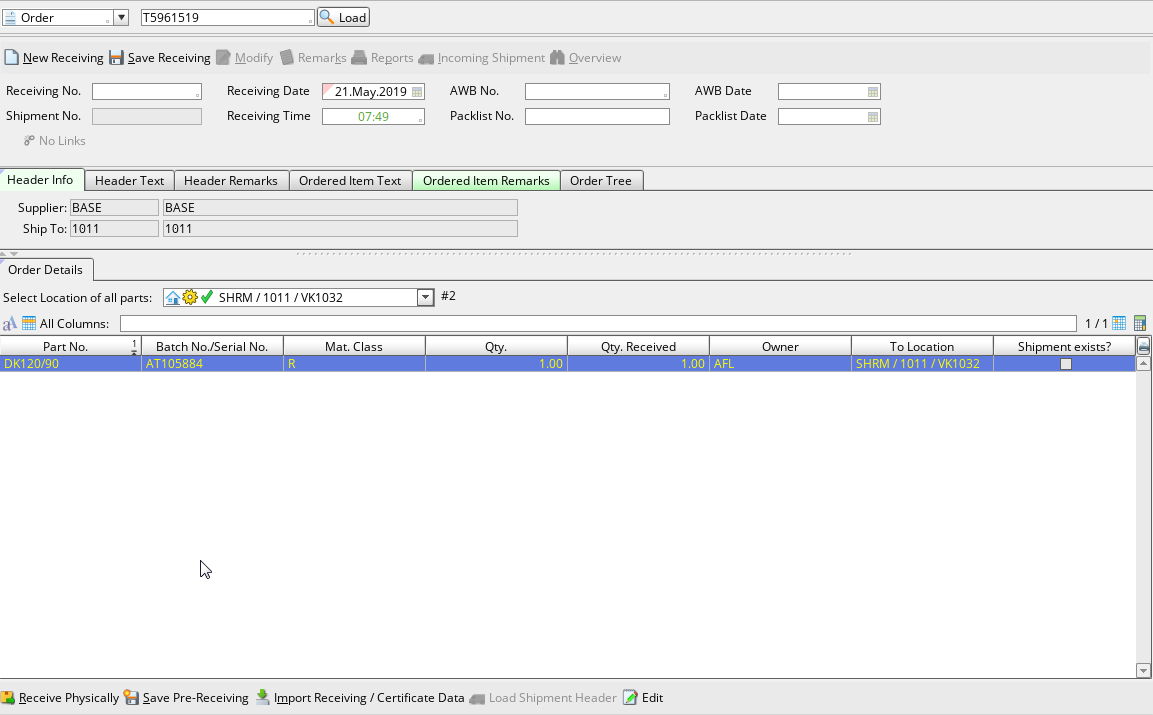 Order T5961519 Load
New Receiving Save Receiving Modify Remarks Reports Incoming Shipment Overview
Receiving No. Receiving Date 21.May.2019 AWB No. AWB Date
Shipment No. Receiving Time 07:49 Packlist No. Packlist Date
No Links
Header Info Header Text Header Remarks Ordered Item Text Ordered Item Remarks Order Tree
Supplier: BASE BASE
Ship To: 1011 1011
Order Details
Select Location of all parts: SHRM / 1011 / VK1032 #2
All Columns: 1 / 1
Part No. 1 Batch No./Serial No. Mat. Class Qty. Qty. Received Owner To Location Shipment exists?
DK120/90 AT105884 R 1.00 1.00 AFL SHRM / 1011 / VK1032
Receive Physically Save Pre-Receiving Import Receiving / Certificate Data Load Shipment Header Edit